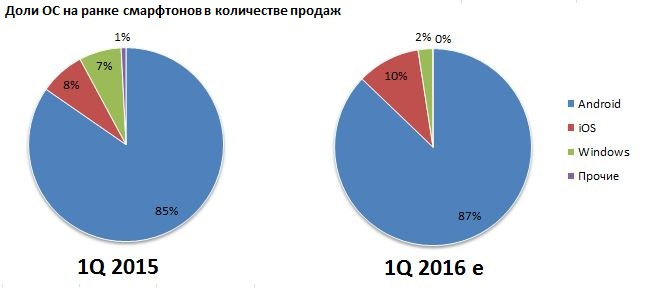 Доли ОС на ранке смарфтонов в количестве продаж
1%
7%
8%
85%
1Q 2015
2% 0%
10%
87%
1Q 2016 e
Android
iOS
Windows
Прочие